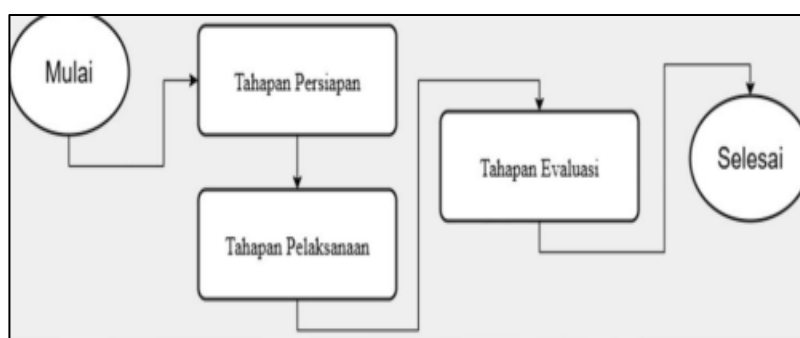 Mulai
Tahapan Persiapan
Tahapan Pelaksanaan
Tahapan Evaluasi
Selesai